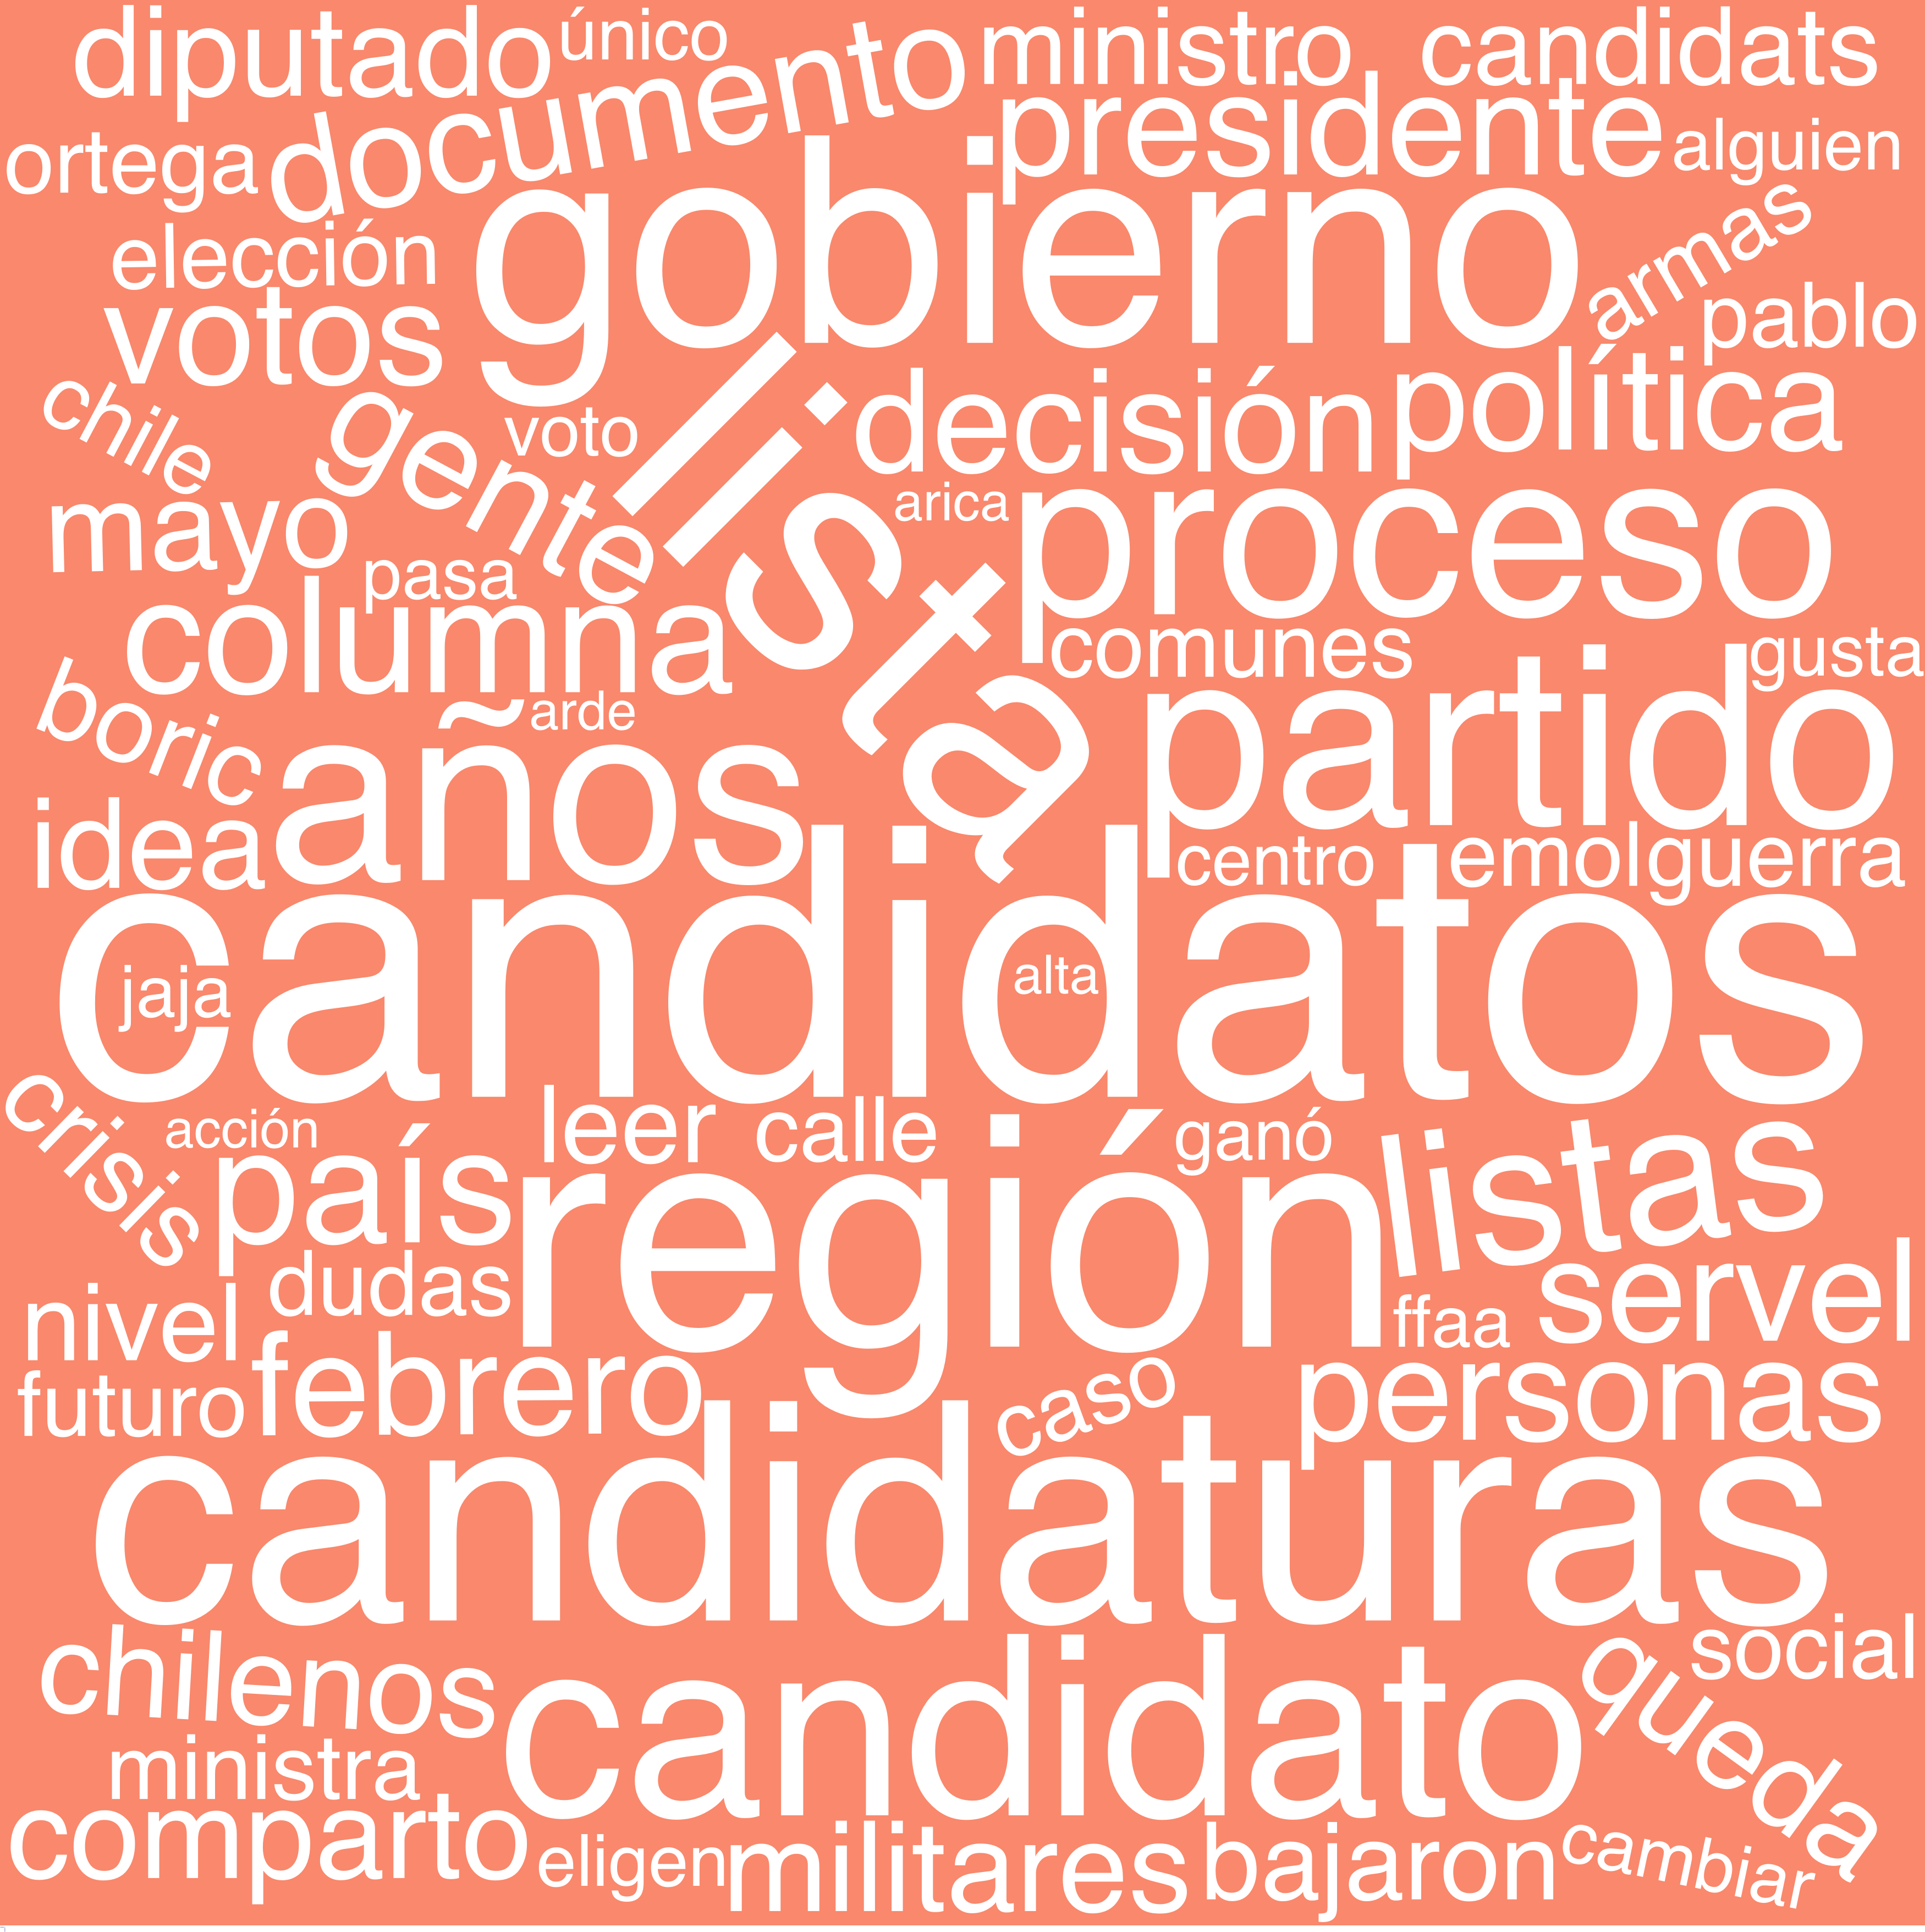 diputado único documento ministro candidats
ortega presidente alguien
elección gobierno armas
votos pablo
chile gente voto lista decisión política
mayo arica proceso
pasa
columna comunes gusta
boric arde partido
idea años centro emol guerra
candidatos
jaja alta
crisis acción leer calle ganó
país región listas
nivel dudas ffaa servel
futuro febrero caso personas
candidaturas
chilenos candidato queda social
ministra
comparto eligen militares bajaron cambiar